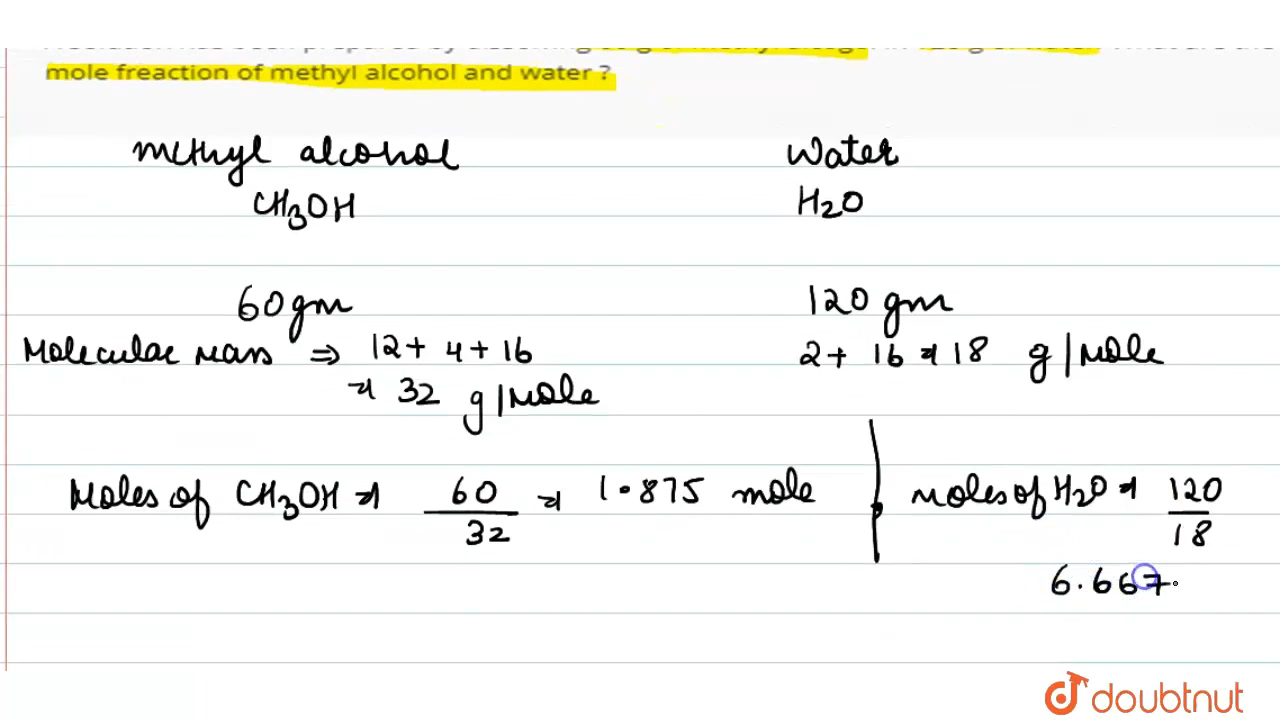 mole freaction of methyl alcohol and water ?
Methyl alcohol
Water
CH3OH
H2O
60 gm
120 gm
Molecular mass ⇒ 12 + 4 + 16
2 + 16 ⇒ 18 g/mole
⇒ 32 g/mole
Moles of CH3OH ⇒ 60/32 ⇒ 1.875 mole
moles of H2O ⇒ 120/18
6.667
doubtnut